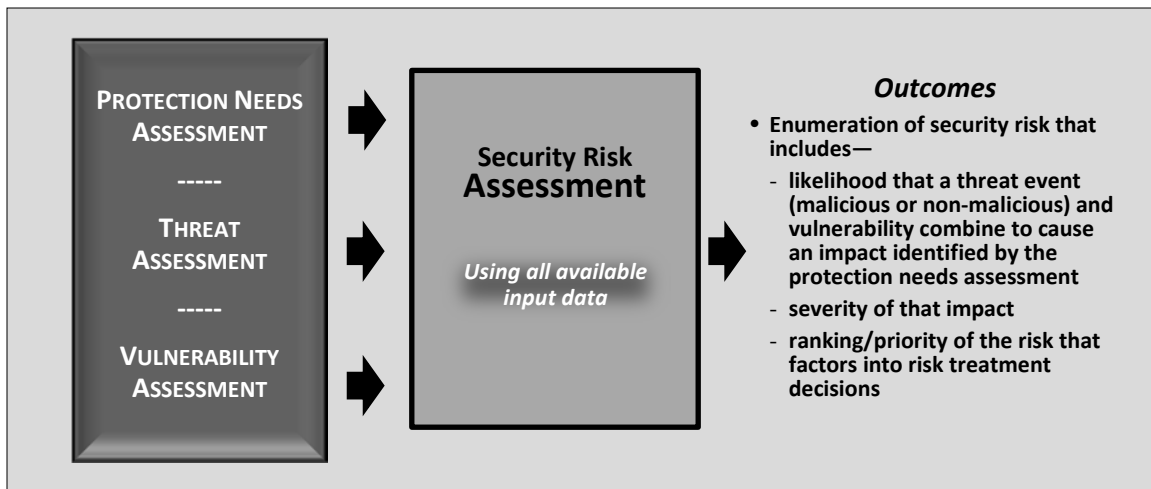 PROTECTION NEEDS
ASSESSMENT
-----
THREAT
ASSESSMENT
-----
VULNERABILITY
ASSESSMENT
Security Risk
Assessment
Using all available
input data
Outcomes
• Enumeration of security risk that
includes—
- likelihood that a threat event
(malicious or non-malicious) and
vulnerability combine to cause
an impact identified by the
protection needs assessment
- severity of that impact
- ranking/priority of the risk that
factors into risk treatment
decisions